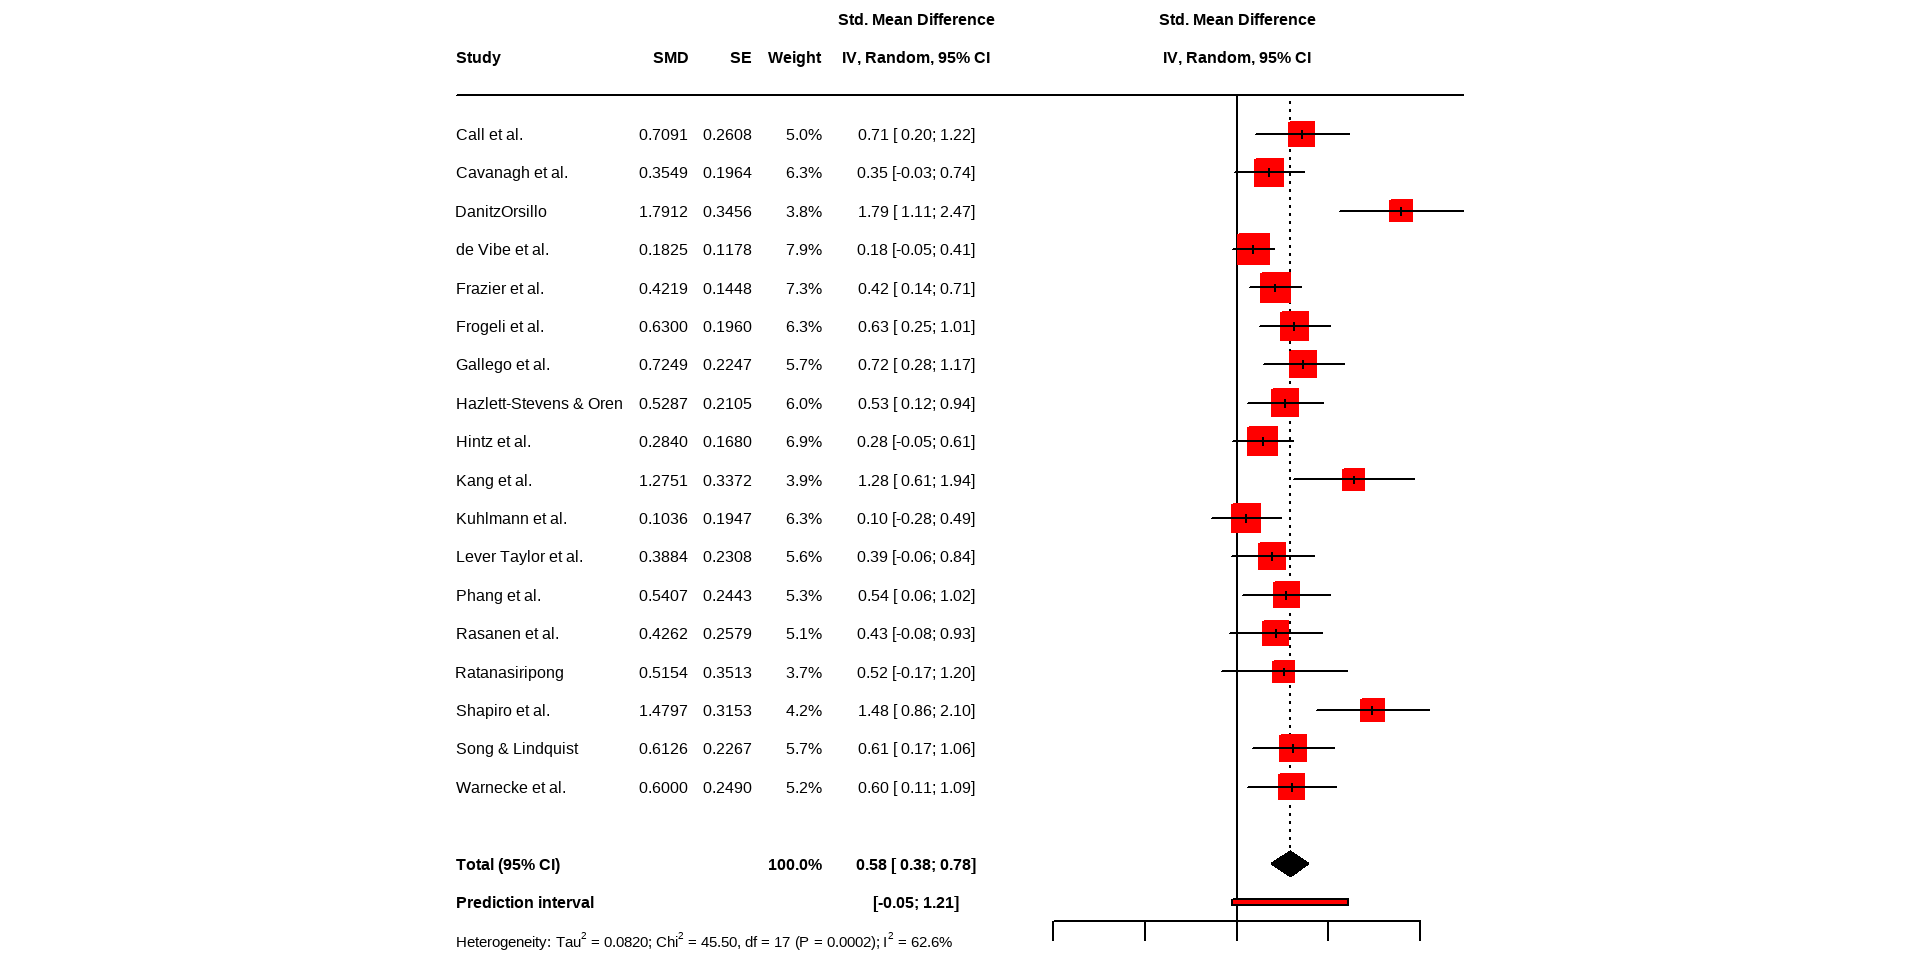 Std. Mean Difference Std. Mean Difference
Study SMD SE Weight IV, Random, 95% CI IV, Random, 95% CI
Call et al. 0.7091 0.2608 5.0% 0.71 [ 0.20; 1.22]
Cavanagh et al. 0.3549 0.1964 6.3% 0.35 [-0.03; 0.74]
DanitzOrsillo 1.7912 0.3456 3.8% 1.79 [ 1.11; 2.47]
de Vibe et al. 0.1825 0.1178 7.9% 0.18 [-0.05; 0.41]
Frazier et al. 0.4219 0.1448 7.3% 0.42 [ 0.14; 0.71]
Frogeli et al. 0.6300 0.1960 6.3% 0.63 [ 0.25; 1.01]
Gallego et al. 0.7249 0.2247 5.7% 0.72 [ 0.28; 1.17]
Hazlett-Stevens & Oren 0.5287 0.2105 6.0% 0.53 [ 0.12; 0.94]
Hintz et al. 0.2840 0.1680 6.9% 0.28 [-0.05; 0.61]
Kang et al. 1.2751 0.3372 3.9% 1.28 [ 0.61; 1.94]
Kuhlmann et al. 0.1036 0.1947 6.3% 0.10 [-0.28; 0.49]
Lever Taylor et al. 0.3884 0.2308 5.6% 0.39 [-0.06; 0.84]
Phang et al. 0.5407 0.2443 5.3% 0.54 [ 0.06; 1.02]
Rasanen et al. 0.4262 0.2579 5.1% 0.43 [-0.08; 0.93]
Ratanasiripong 0.5154 0.3513 3.7% 0.52 [-0.17; 1.20]
Shapiro et al. 1.4797 0.3153 4.2% 1.48 [ 0.86; 2.10]
Song & Lindquist 0.6126 0.2267 5.7% 0.61 [ 0.17; 1.06]
Warnecke et al. 0.6000 0.2490 5.2% 0.60 [ 0.11; 1.09]
Total (95% CI) 100.0% 0.58 [ 0.38; 0.78]
Prediction interval [-0.05; 1.21]
Heterogeneity: Tau² = 0.0820; Chi² = 45.50, df = 17 (P = 0.0002); I² = 62.6%